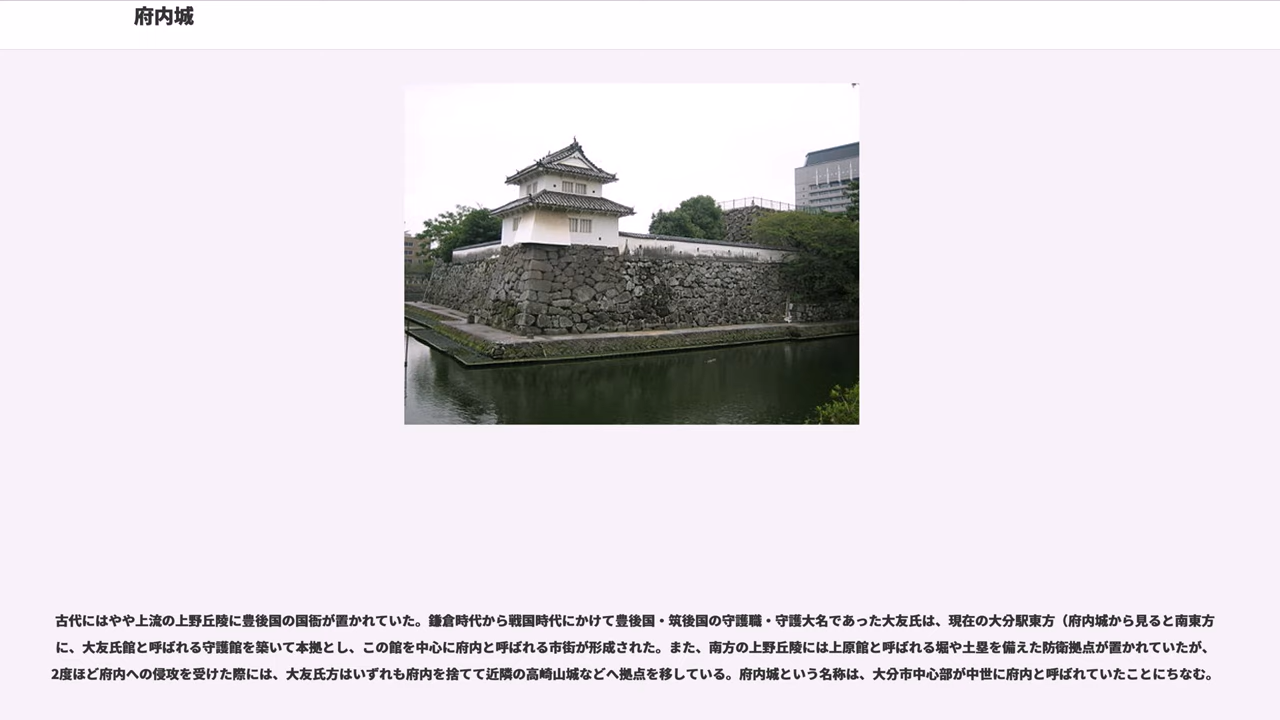 府内城
古代にはやや上流の上野丘陵に豊後国の国衙が置かれていた。鎌倉時代から戦国時代にかけて豊後国・筑後国の守護職・守護大名であった大友氏は、現在の大分駅東方（府内城から見ると南東方
に、大友氏館と呼ばれる守護館を築いて本拠とし、この館を中心に府内と呼ばれる市街が形成された。また、南方の上野丘陵には上原館と呼ばれる堀や土塁を備えた防衛拠点が置かれていたが、
2度ほど府内への侵攻を受けた際には、大友氏方はいずれも府内を捨てて近隣の高崎山城などへ拠点を移している。府内城という名称は、大分市中心部が中世に府内と呼ばれていたことにちなむ。